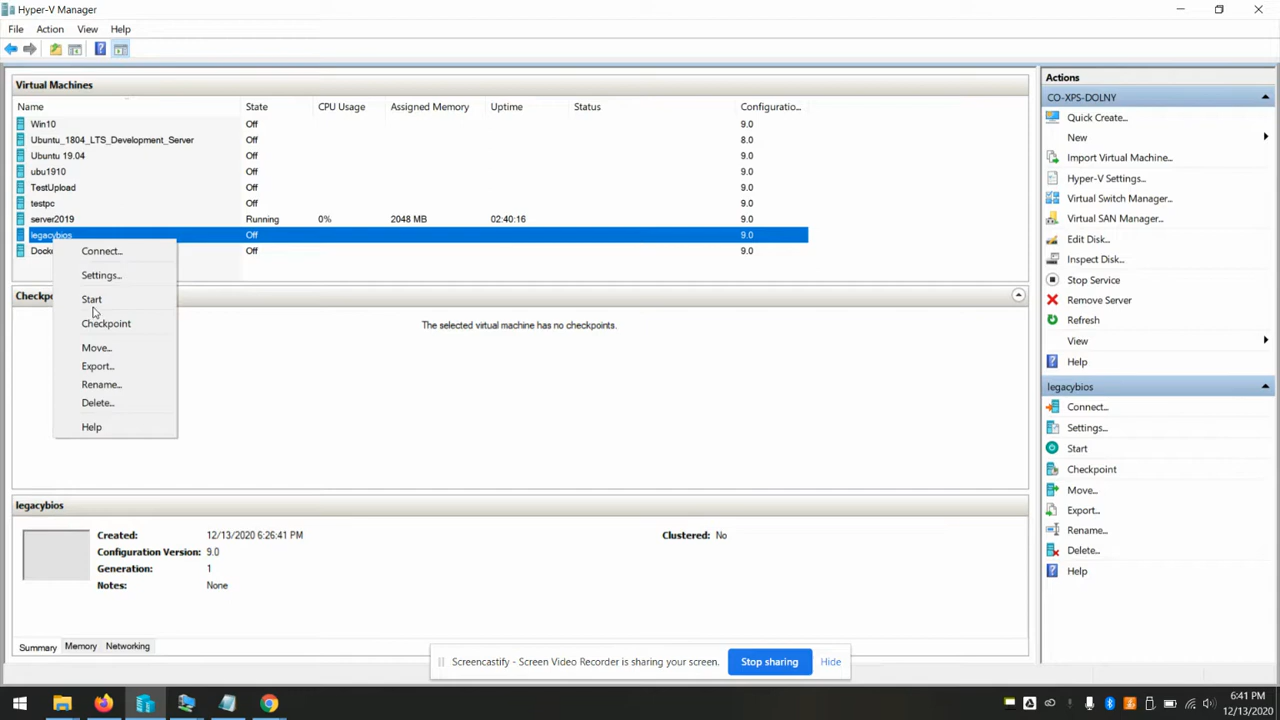 Hyper-V Manager
File Action View Help
Virtual Machines
Name State CPU Usage Assigned Memory Uptime Status Configuratio...
Win10 Off 9.0
Ubuntu_1804_LTS_Development_Server Off 8.0
Ubuntu 19.04 Off 9.0
ubu1910 Off 9.0
TestUpload Off 9.0
testpc Off 9.0
server2019 Running 0% 2048 MB 02:40:16 9.0
legacybios Off 9.0
Off 9.0
Connect...
Settings...
Start
Checkpoint
Move...
Export...
Rename...
Delete...
Help
The selected virtual machine has no checkpoints.
legacybios
Created: 12/13/2020 6:26:41 PM Clustered: No
Configuration Version: 9.0
Generation: 1
Notes: None
Summary Memory Networking
Screencastify - Screen Video Recorder is sharing your screen. Stop sharing Hide
Actions
CO-XPS-DOLNY
Quick Create...
New
Import Virtual Machine...
Hyper-V Settings...
Virtual Switch Manager...
Virtual SAN Manager...
Edit Disk...
Inspect Disk...
Stop Service
Remove Server
Refresh
View
Help
legacybios
Connect...
Settings...
Start
Checkpoint
Move...
Export...
Rename...
Delete...
Help
6:41 PM
12/13/2020